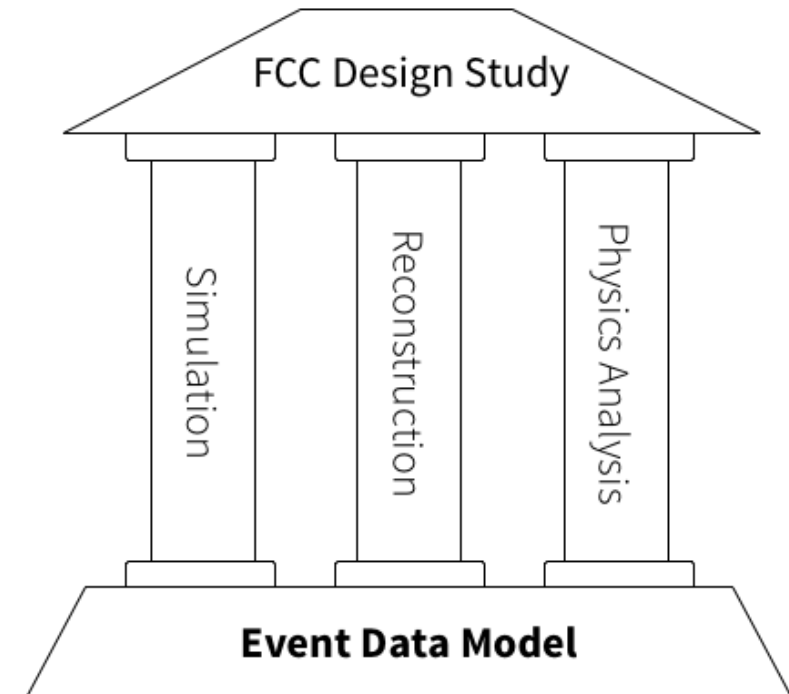 FCC Design Study
Simulation
Reconstruction
Physics Analysis
Event Data Model